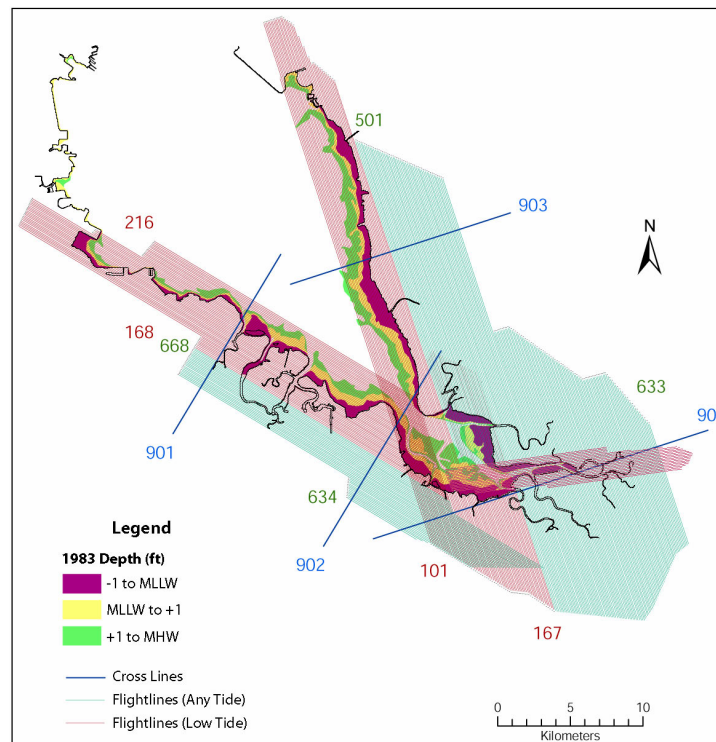 501
903
N
216
168
668
633
90
901
634
902
101
167
Legend
1983 Depth (ft)
-1 to MLLW
MLLW to +1
+1 to MHW
Cross Lines
Flightlines (Any Tide)
Flightlines (Low Tide)
0 5 10
Kilometers